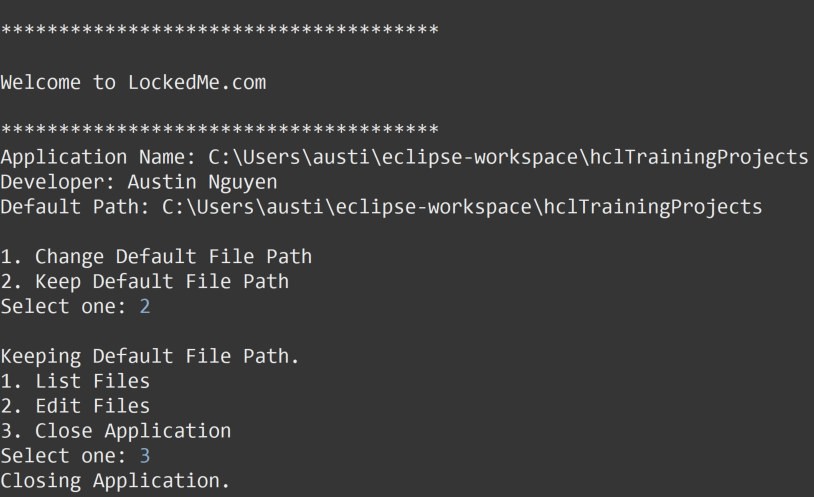 **************************************
Welcome to LockedMe.com
**************************************
Application Name: C:\Users\austi\eclipse-workspace\hclTrainingProjects
Developer: Austin Nguyen
Default Path: C:\Users\austi\eclipse-workspace\hclTrainingProjects
1. Change Default File Path
2. Keep Default File Path
Select one: 2
Keeping Default File Path.
1. List Files
2. Edit Files
3. Close Application
Select one: 3
Closing Application.